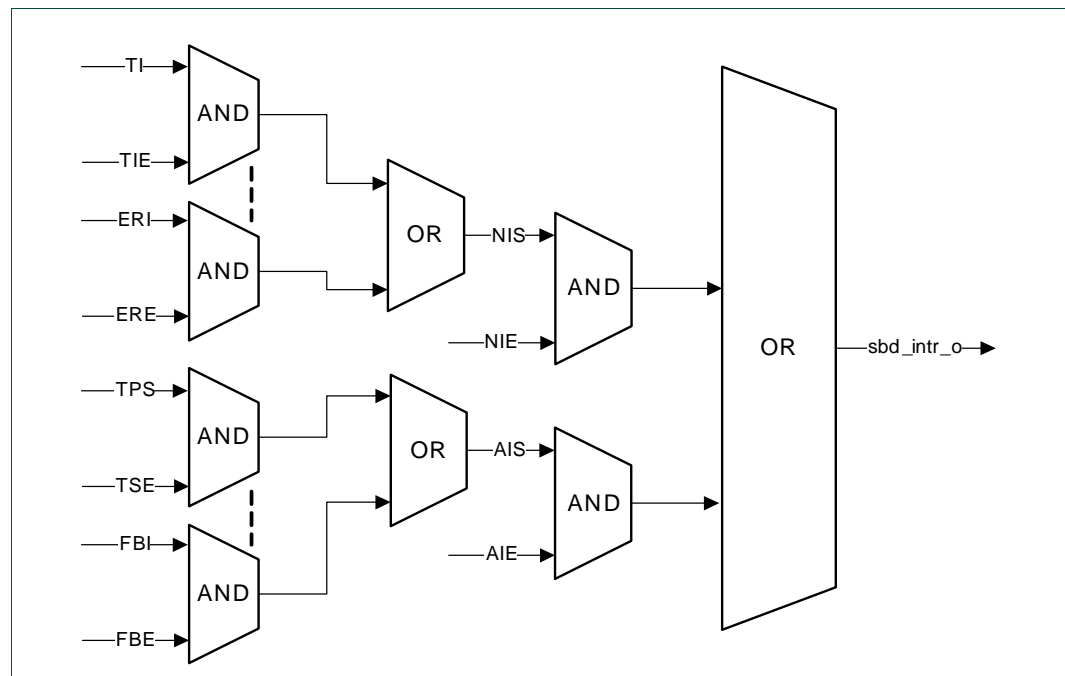 TI
AND
TIE
ERI
AND
ERE
OR
NIS
AND
NIE
TPS
AND
TSE
FBI
AND
FBE
OR
AIS
AND
AIE
OR
sbd_intr_o